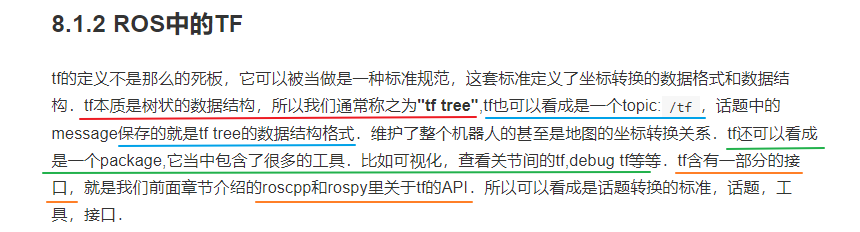 8.1.2 ROS中的TF
tf的定义不是那么的死板，它可以被当做是一种标准规范，这套标准定义了坐标转换的数据格式和数据结
构．tf本质是树状的数据结构，所以我们通常称之为"tf tree",tf也可以看成是一个topic:/tf，话题中的
message保存的就是tf tree的数据结构格式．维护了整个机器人的甚至是地图的坐标转换关系．tf还可以看成
是一个package,它当中包含了很多的工具．比如可视化，查看关节间的tf,debug tf等等．tf含有一部分的接
口，就是我们前面章节介绍的roscpp和rospy里关于tf的API．所以可以看成是话题转换的标准，话题，工
具，接口．